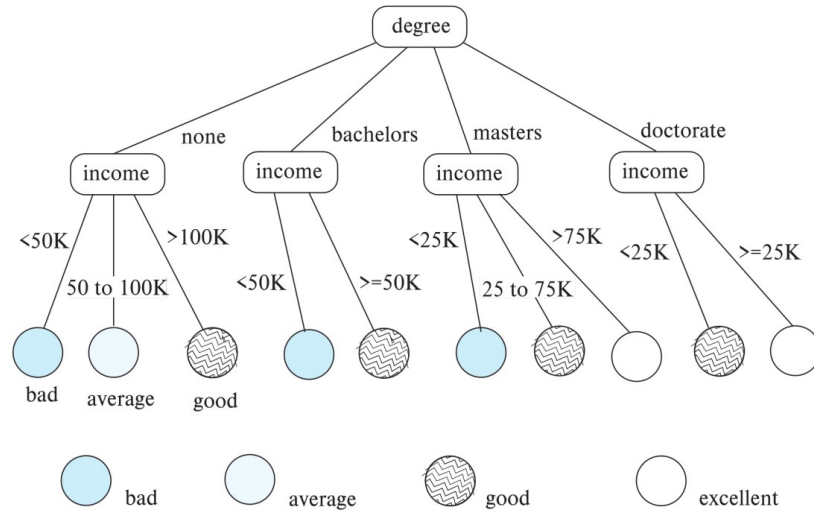 degree
none
bachelors
masters
doctorate
income
income
income
income
<50K
>100K
<25K
>75K
<25K
>=25K
50 to 100K
<50K
>=50K
25 to 75K
bad
average
good
bad
average
good
excellent